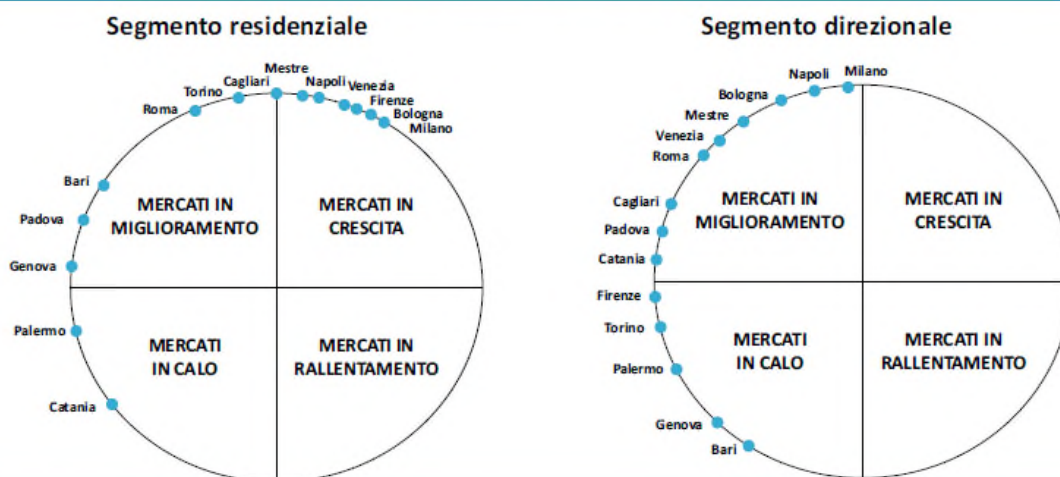 Segmento residenziale
Mestre
Cagliari
Napoli
Torino
Venezia
Roma
Firenze
Bologna
Milano
Bari
Padova
Genova
Palermo
Catania
MERCATI IN
MIGLIORAMENTO
MERCATI IN
CRESCITA
MERCATI
IN CALO
MERCATI IN
RALLENTAMENTO
Segmento direzionale
Milano
Napoli
Bologna
Mestre
Venezia
Roma
Cagliari
Padova
Catania
Firenze
Torino
Palermo
Genova
Bari
MERCATI IN
MIGLIORAMENTO
MERCATI IN
CRESCITA
MERCATI
IN CALO
MERCATI IN
RALLENTAMENTO